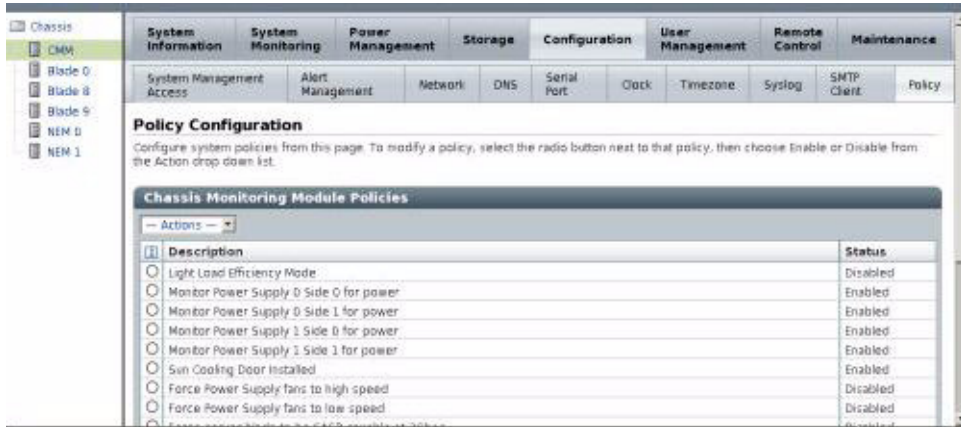 Chassis
CMM
Blade 0
Blade 8
Blade 9
NEM 0
NEM 1
System Information
System Monitoring
Power Management
Storage
Configuration
User Management
Remote Control
Maintenance
System Management Access
Alert Management
Network
DNS
Serial Port
Clock
Timezone
Syslog
SMTP Client
Policy
Policy Configuration
Configure system policies from this page. To modify a policy, select the radio button next to that policy, then choose Enable or Disable from
the Action drop down list.
Chassis Monitoring Module Policies
— Actions —
Description Status
Light Load Efficiency Mode Disabled
Monitor Power Supply 0 Side 0 for power Enabled
Monitor Power Supply 0 Side 1 for power Enabled
Monitor Power Supply 1 Side 0 for power Enabled
Monitor Power Supply 1 Side 1 for power Enabled
Sun Cooling Door Installed Enabled
Force Power Supply fans to high speed Disabled
Force Power Supply fans to low speed Disabled